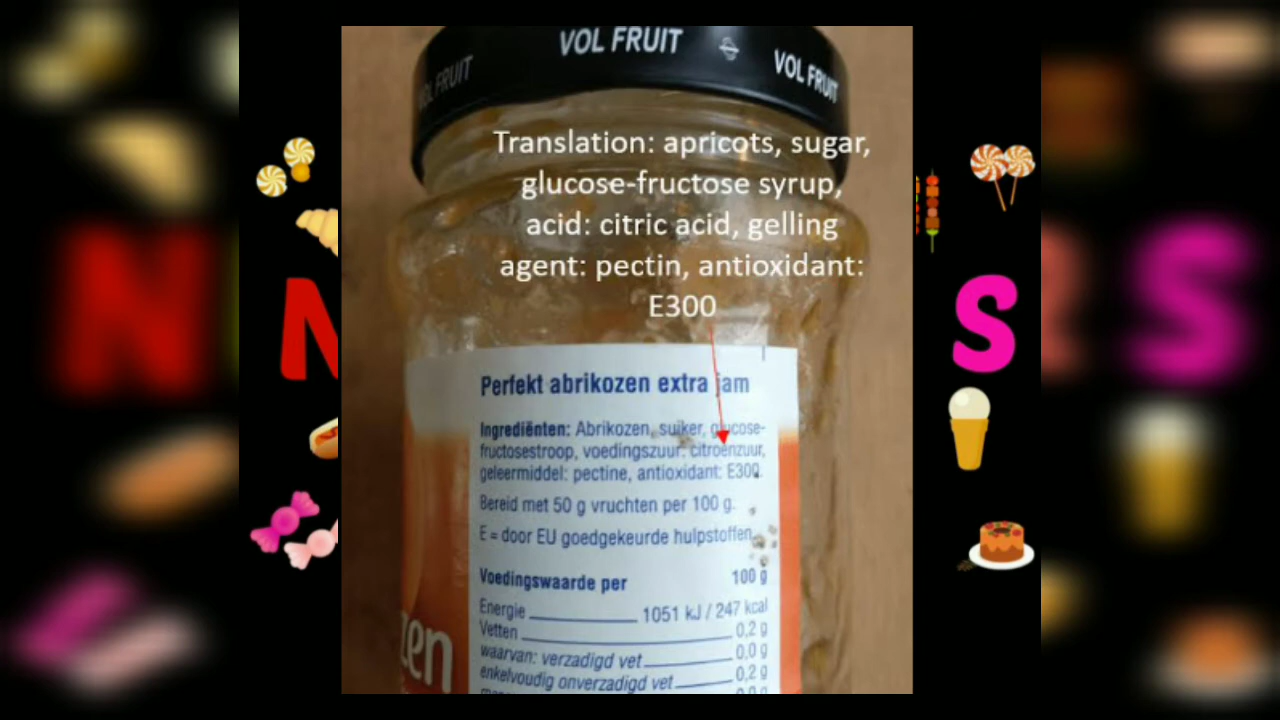 VOL FRUIT
VOL FRUIT
VOL FRUIT
Translation: apricots, sugar,
glucose-fructose syrup,
acid: citric acid, gelling
agent: pectin, antioxidant:
E300
N
S
Perfekt abrikozen extra jam
Ingrediënten: Abrikozen, suiker, glucose-
fructosestroop, voedingszuur: citroenzuur,
geleermiddel: pectine, antioxidant: E300.
Bereid met 50 g vruchten per 100 g.
E = door EU goedgekeurde hulpstoffen.
Voedingswaarde per 100 g
Energie 1051 kJ / 247 kcal
Vetten 0,2 g
waarvan: verzadigd vet 0,0 g
enkelvoudig onverzadigd vet 0,2 g
zen